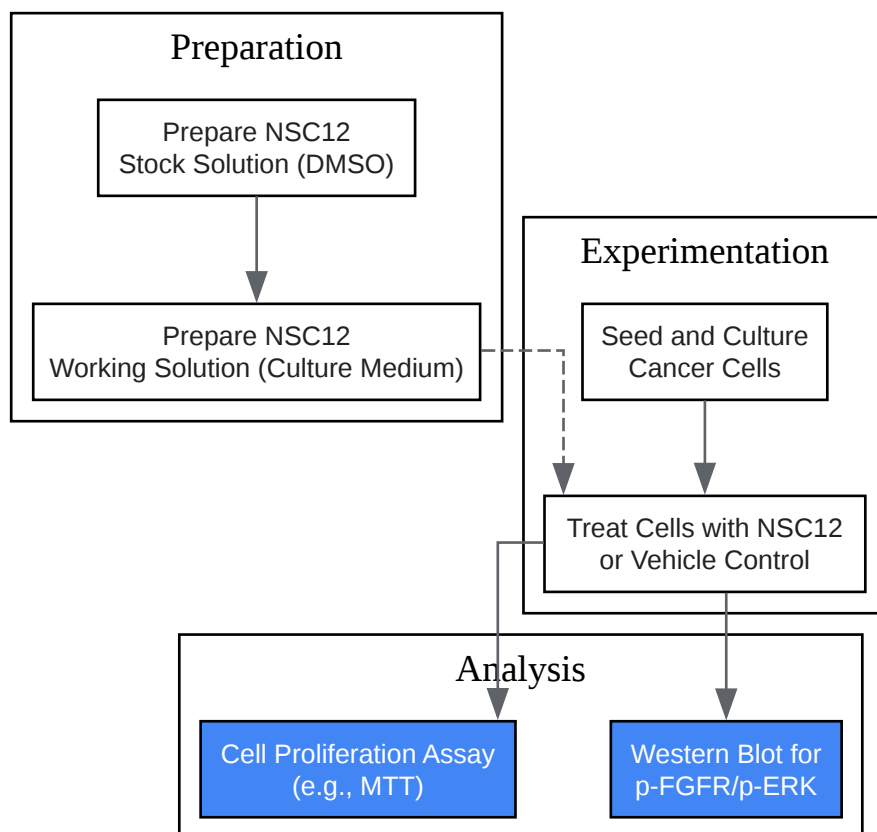 Preparation
Prepare NSC12
Stock Solution (DMSO)
Prepare NSC12
Working Solution (Culture Medium)
Experimentation
Seed and Culture
Cancer Cells
Treat Cells with NSC12
or Vehicle Control
Analysis
Cell Proliferation Assay
(e.g., MTT)
Western Blot for
p-FGFR/p-ERK